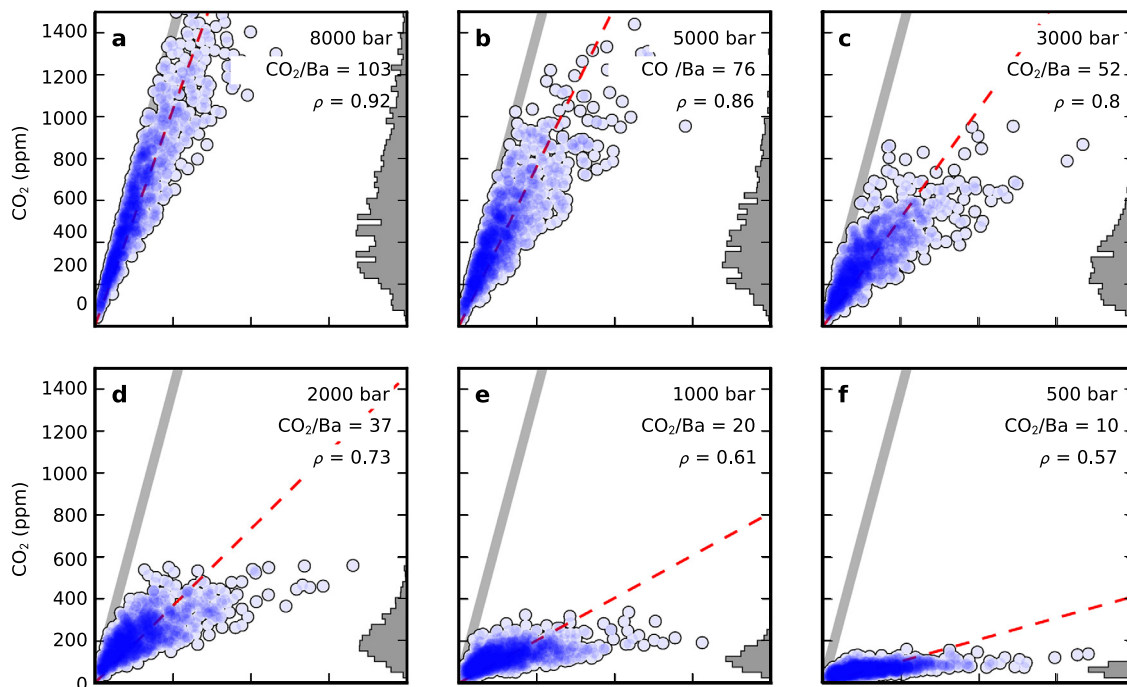 a
8000 bar
CO₂/Ba = 103
ρ = 0.92
b
5000 bar
CO /Ba = 76
ρ = 0.86
c
3000 bar
CO₂/Ba = 52
ρ = 0.8
1400
1200
1000
800
600
400
200
0
CO₂ (ppm)
d
2000 bar
CO₂/Ba = 37
ρ = 0.73
e
1000 bar
CO₂/Ba = 20
ρ = 0.61
f
500 bar
CO₂/Ba = 10
ρ = 0.57
1400
1200
1000
800
600
400
200
0
CO₂ (ppm)